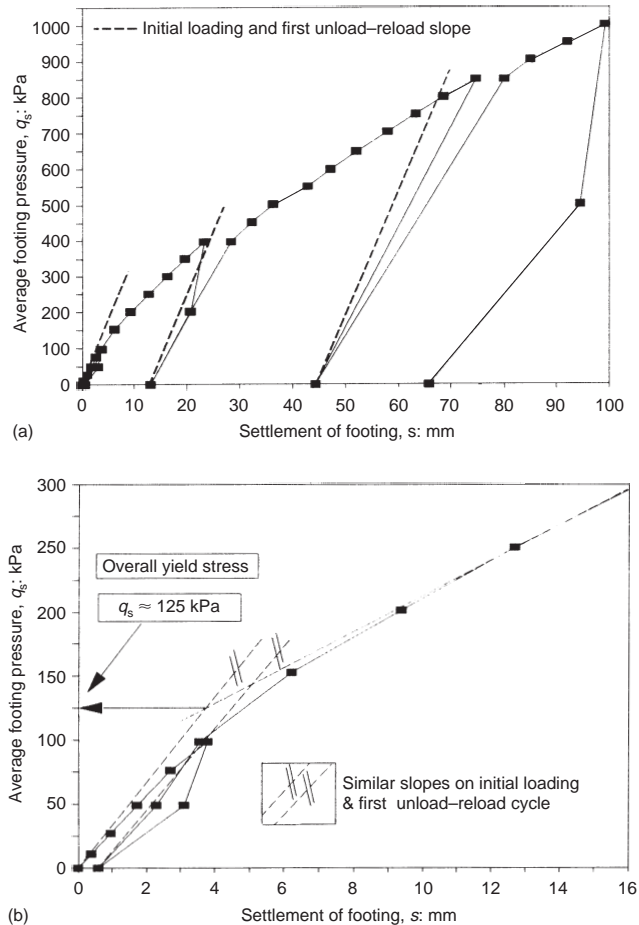 1000
900
800
700
600
500
400
300
200
100
0
Average footing pressure, qs: kPa
Initial loading and first unload–reload slope
0 10 20 30 40 50 60 70 80 90 100
(a)
Settlement of footing, s: mm
300
250
200
150
100
50
0
Average footing pressure, qs: kPa
Overall yield stress
qs ≈ 125 kPa
Similar slopes on initial loading
& first unload–reload cycle
0 2 4 6 8 10 12 14 16
(b)
Settlement of footing, s: mm